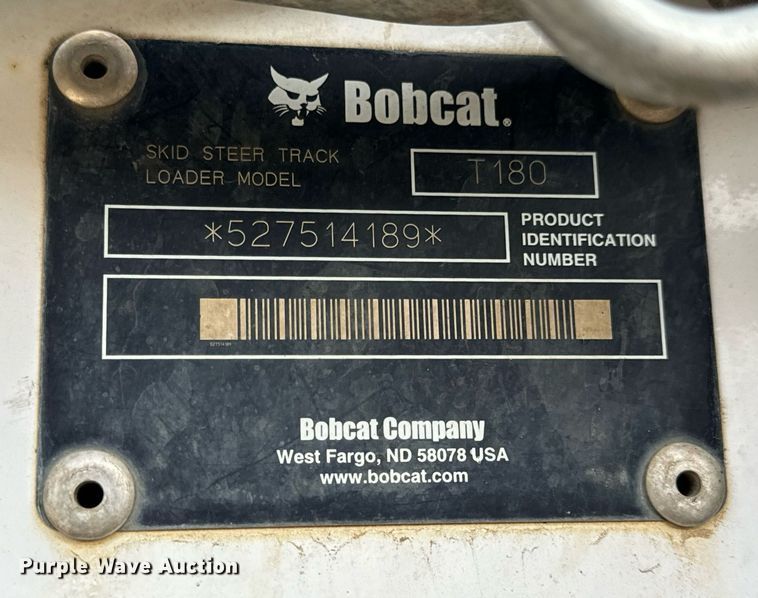 Bobcat®
SKID STEER TRACK
LOADER MODEL
T180
*527514189*
PRODUCT
IDENTIFICATION
NUMBER
527514189
Bobcat Company
West Fargo, ND 58078 USA
www.bobcat.com
Purple Wave Auction